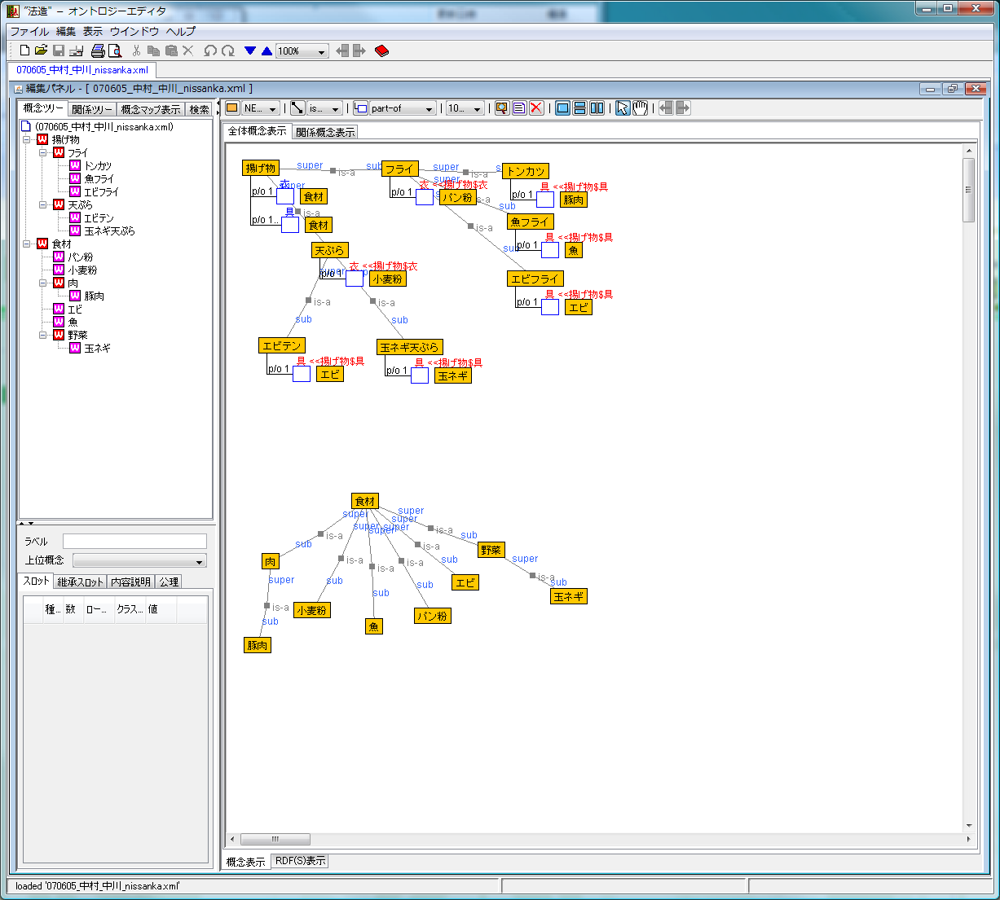 "法造" － オントロジーエディタ
ファイル 編集 表示 ウインドウ ヘルプ
100%
070605_中村_中川_nissanka.xml
編集パネル - [ 070605_中村_中川_nissanka.xml ]
概念ツリー 関係ツリー 概念マップ表示 検索
NE... is... part-of 10...
(070605_中村_中川_nissanka.xml)
揚げ物
フライ
トンカツ
魚フライ
エビフライ
天ぷら
エビテン
玉ネギ天ぷら
食材
パン粉
小麦粉
肉
豚肉
エビ
魚
野菜
玉ネギ
ラベル
上位概念
スロット 継承スロット 内容説明 公理
種... 数 ロー... クラス... 値
全体概念表示 関係概念表示
揚げ物 super is-a sub フライ super is-a トンカツ
p/o 1 衣 食材
p/o 1... 具 食材
super is-a
p/o 1 衣 <<揚げ物$衣 パン粉
super
p/o 1 具 <<揚げ物$具 豚肉
sub 魚フライ
p/o 1 具 <<揚げ物$具 魚
is-a sub エビフライ
p/o 1 具 <<揚げ物$具 エビ
天ぷら
p/o 1 衣 <<揚げ物$衣 小麦粉
super
is-a is-a
sub sub
エビテン 玉ネギ天ぷら
p/o 1 具 <<揚げ物$具 エビ
p/o 1 具 <<揚げ物$具 玉ネギ
食材
super super super super super super
is-a is-a is-a is-a is-a is-a
sub sub sub sub sub sub
肉 野菜
super super
is-a is-a
sub sub
小麦粉 魚 パン粉 エビ 玉ネギ
豚肉
概念表示 RDF(S)表示
loaded '070605_中村_中川_nissanka.xml'